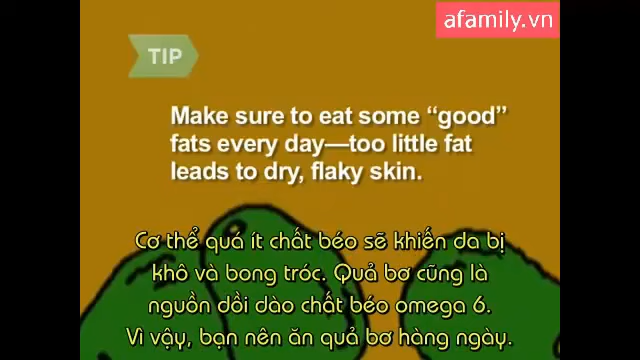 afamily.vn
TIP
Make sure to eat some “good”
fats every day—too little fat
leads to dry, flaky skin.
Cơ thể quá ít chất béo sẽ khiến da bị
khô và bong tróc. Quả bơ cũng là
nguồn dồi dào chất béo omega 6.
Vì vậy, bạn nên ăn quả bơ hàng ngày.